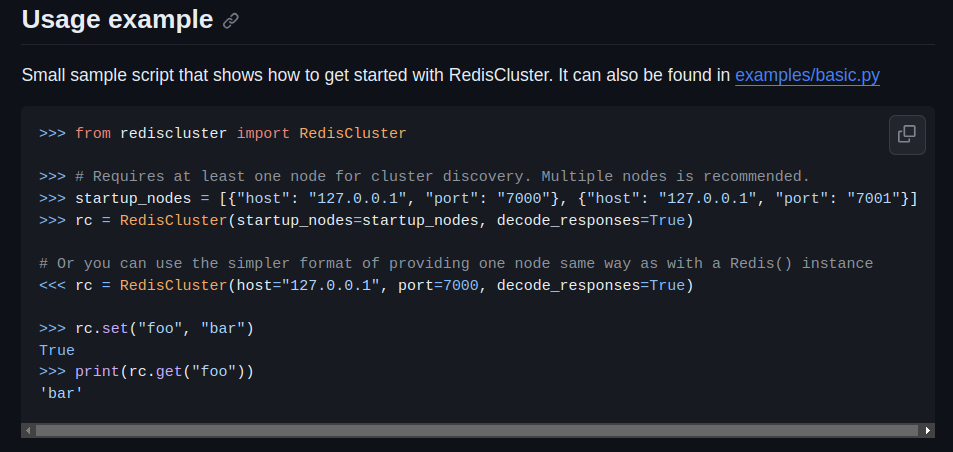 Usage example
Small sample script that shows how to get started with RedisCluster. It can also be found in examples/basic.py
>>> from rediscluster import RedisCluster
>>> # Requires at least one node for cluster discovery. Multiple nodes is recommended.
>>> startup_nodes = [{"host": "127.0.0.1", "port": "7000"}, {"host": "127.0.0.1", "port": "7001"}]
>>> rc = RedisCluster(startup_nodes=startup_nodes, decode_responses=True)
# Or you can use the simpler format of providing one node same way as with a Redis() instance
<<< rc = RedisCluster(host="127.0.0.1", port=7000, decode_responses=True)
>>> rc.set("foo", "bar")
True
>>> print(rc.get("foo"))
'bar'